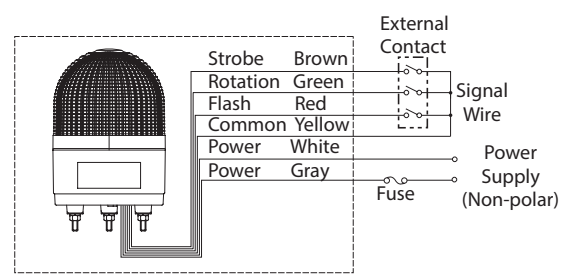 External
Contact
Strobe Brown
Rotation Green
Flash Red
Common Yellow
Power White
Power Gray
Signal
Wire
Fuse
Power
Supply
(Non-polar)